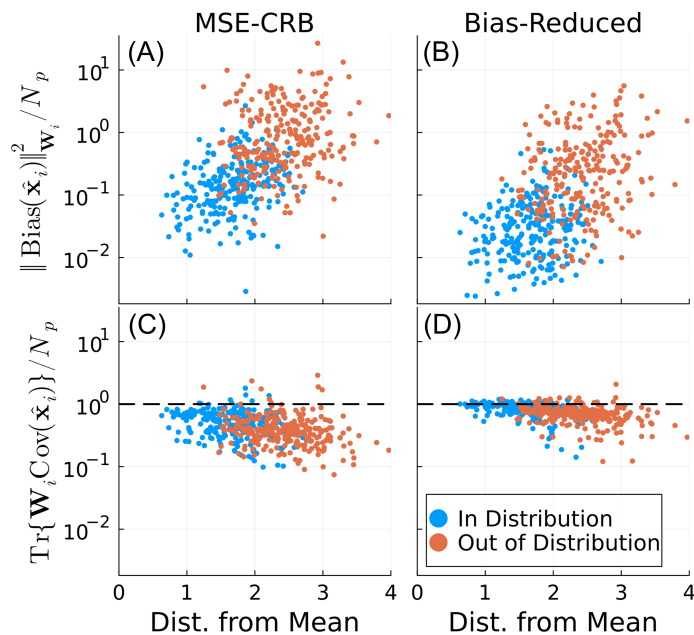 MSE-CRB
Bias-Reduced
(A)
(B)
‖ Bias(x̂ᵢ)‖²_𝐖ᵢ / Nₚ
10¹
10⁰
10⁻¹
10⁻²
(C)
(D)
Tr{𝐖ᵢCov(x̂ᵢ)}/Nₚ
10¹
10⁰
10⁻¹
10⁻²
In Distribution
Out of Distribution
0 1 2 3 4
0 1 2 3 4
Dist. from Mean
Dist. from Mean